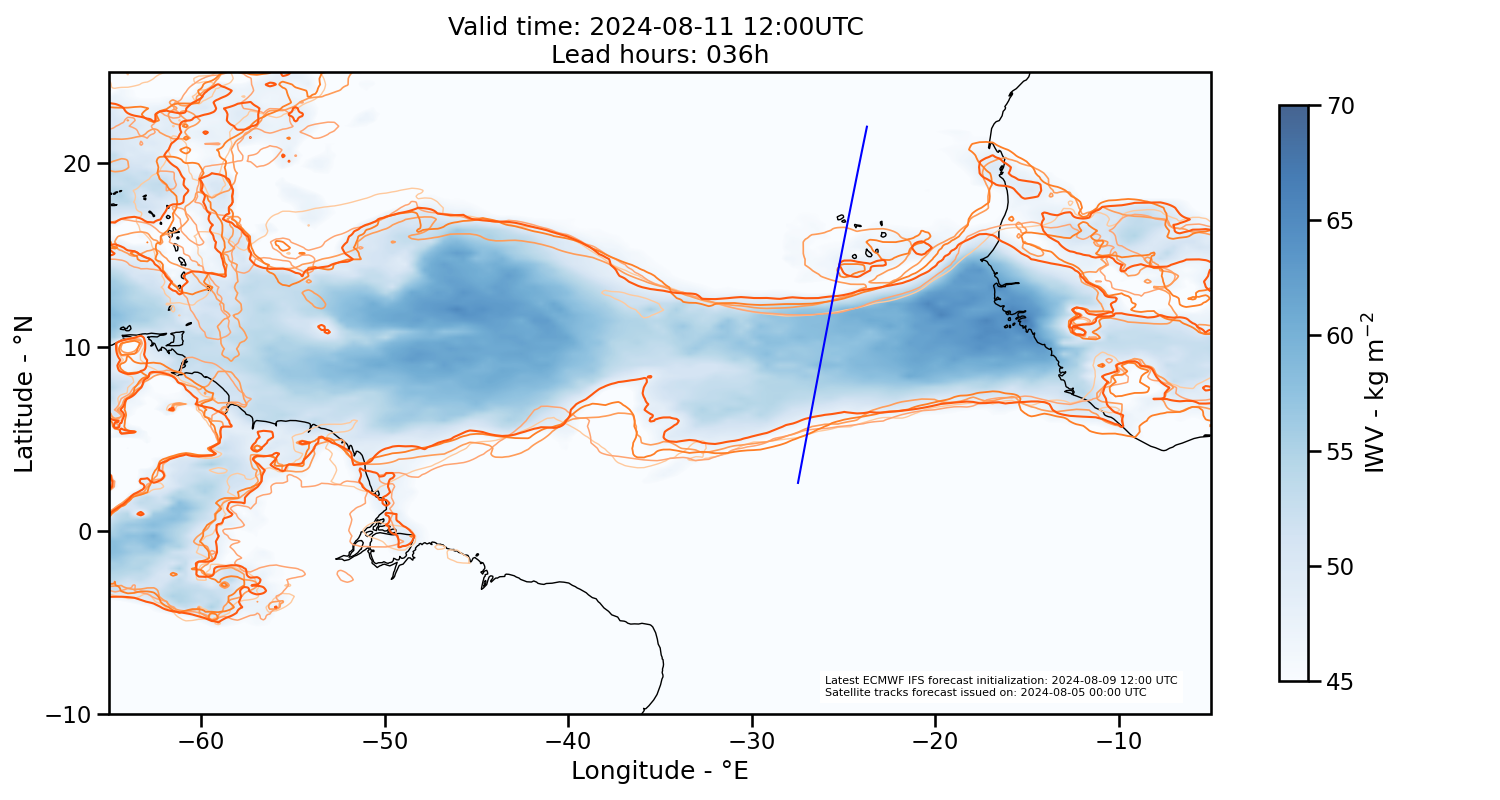 Valid time: 2024-08-11 12:00UTC
Lead hours: 036h
20
10
0
−10
Latitude - °N
−60
−50
−40
−30
−20
−10
Longitude - °E
Latest ECMWF IFS forecast initialization: 2024-08-09 12:00 UTC
Satellite tracks forecast issued on: 2024-08-05 00:00 UTC
70
65
60
55
50
45
IWV - kg m⁻²